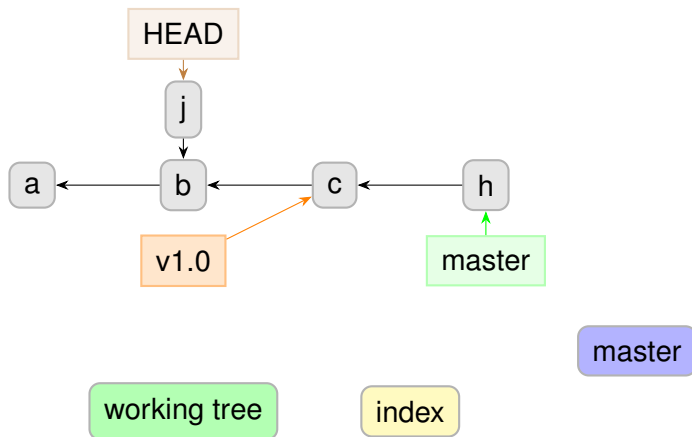 HEAD
j
a
b
c
h
v1.0
master
master
working tree
index